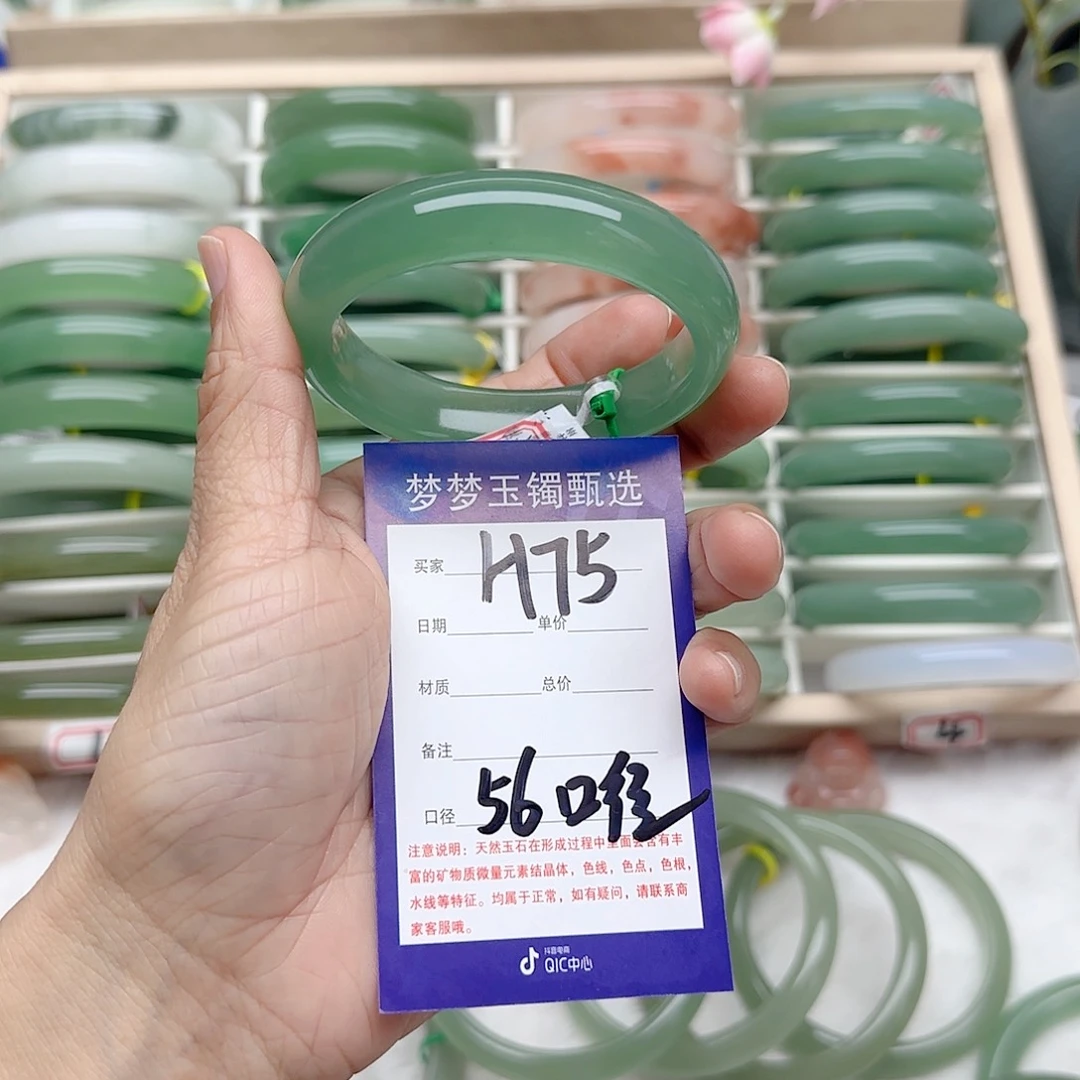 梦梦玉镯甄选
买家 H75
日期 单价
材质 总价
备注
口径 56口径
注意说明：天然玉石在形成过程中里面会含有丰
富的矿物质微量元素结晶体，色线，色点，色根，
水线等特征。均属于正常，如有疑问，请联系商
家客服哦。
抖音电商
QIC中心